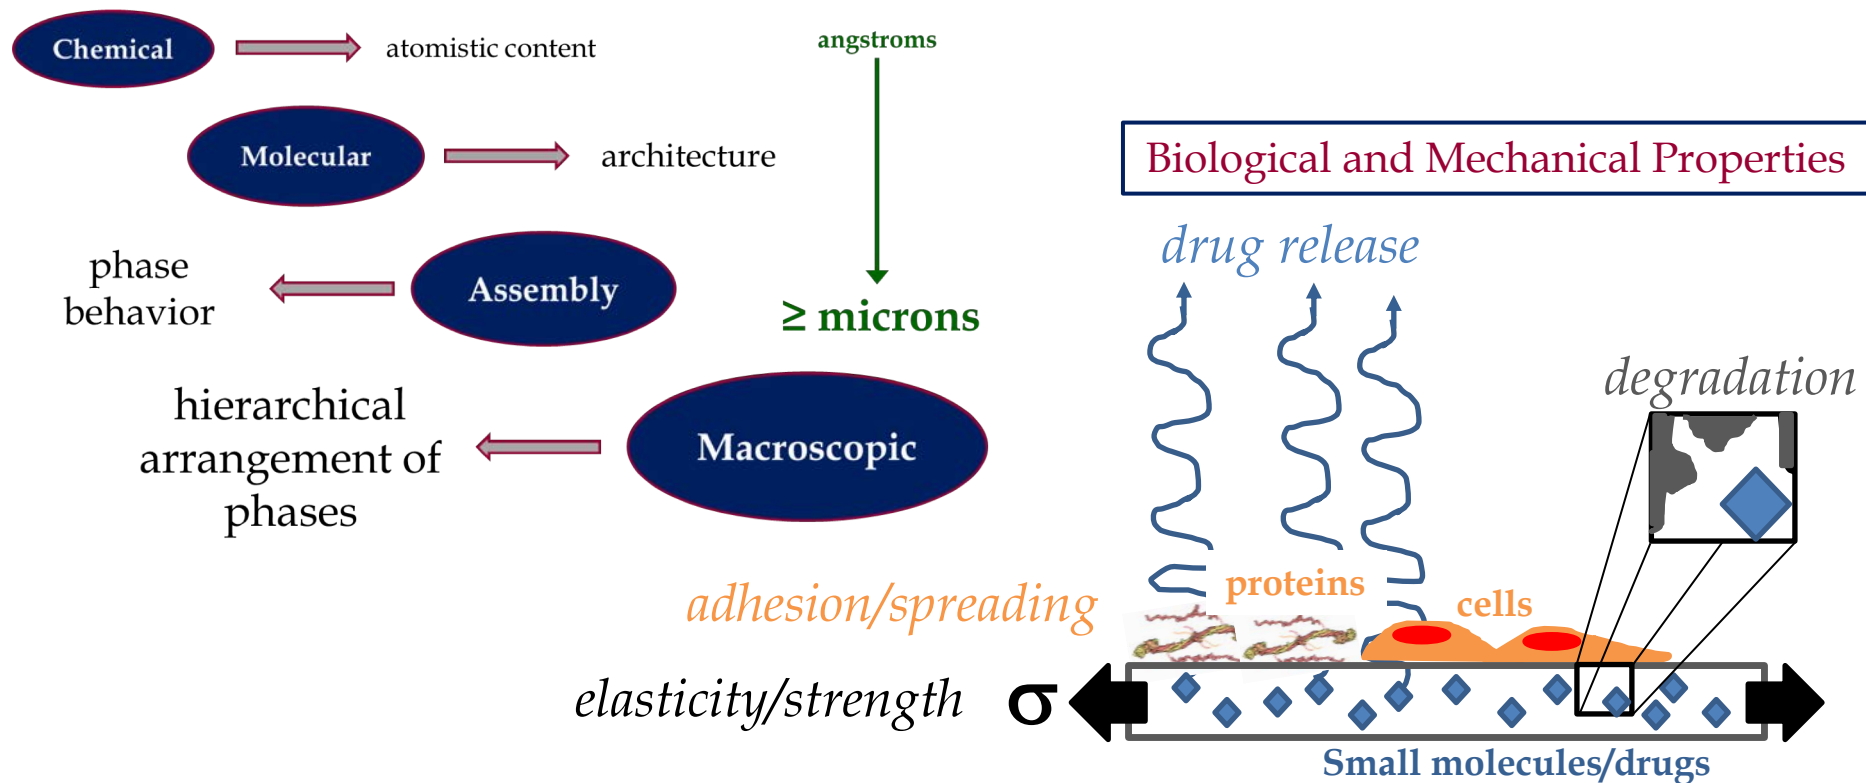 Chemical
atomistic content
angstroms
Molecular
architecture
Biological and Mechanical Properties
phase
behavior
Assembly
≥ microns
drug release
hierarchical
arrangement of
phases
Macroscopic
degradation
adhesion/spreading
proteins
cells
elasticity/strength
σ
Small molecules/drugs